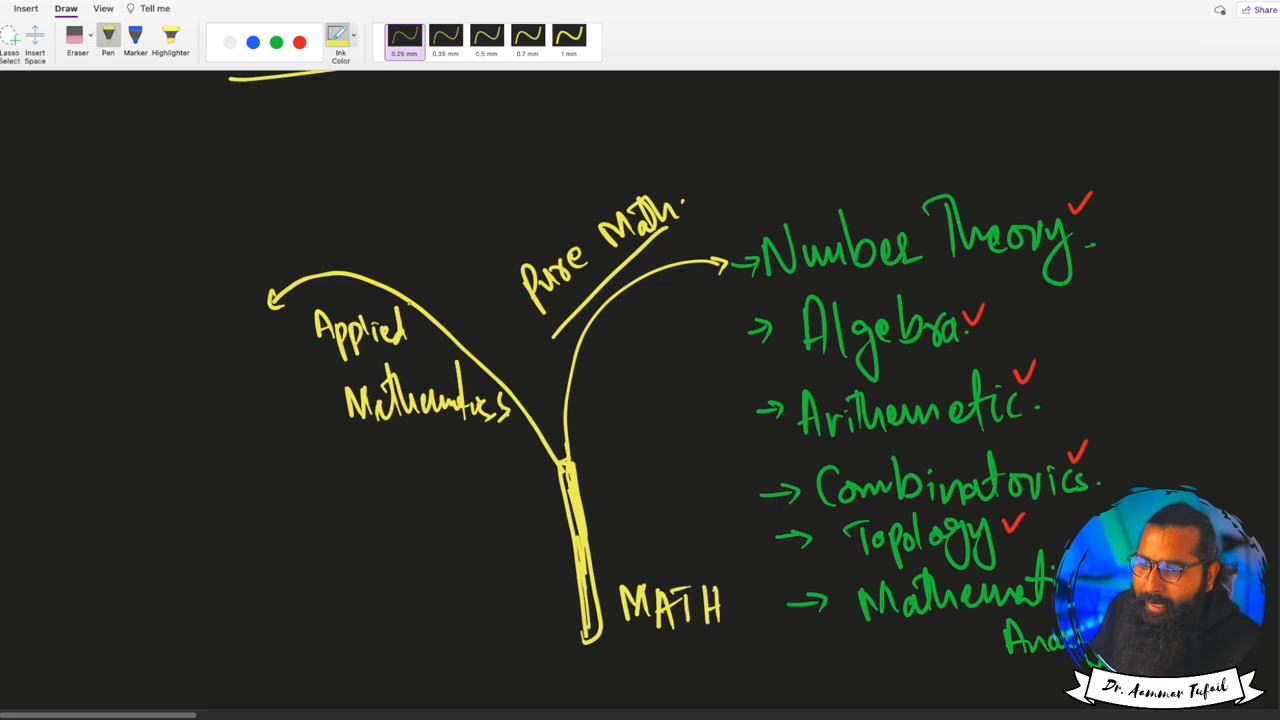 Insert Draw View Tell me
Share
Lasso Select
Insert Space
Eraser
Pen
Marker
Highlighter
Ink Color
0.25 mm
0.35 mm
0.5 mm
0.7 mm
1 mm
Pure Math.
Applied
Mathematics
MATH
→ Number Theory.
→ Algebra.
→ Arithemetic.
→ Combinatorics.
→ Topology
→ Mathemati
Ana
Dr. Aammar Tufail